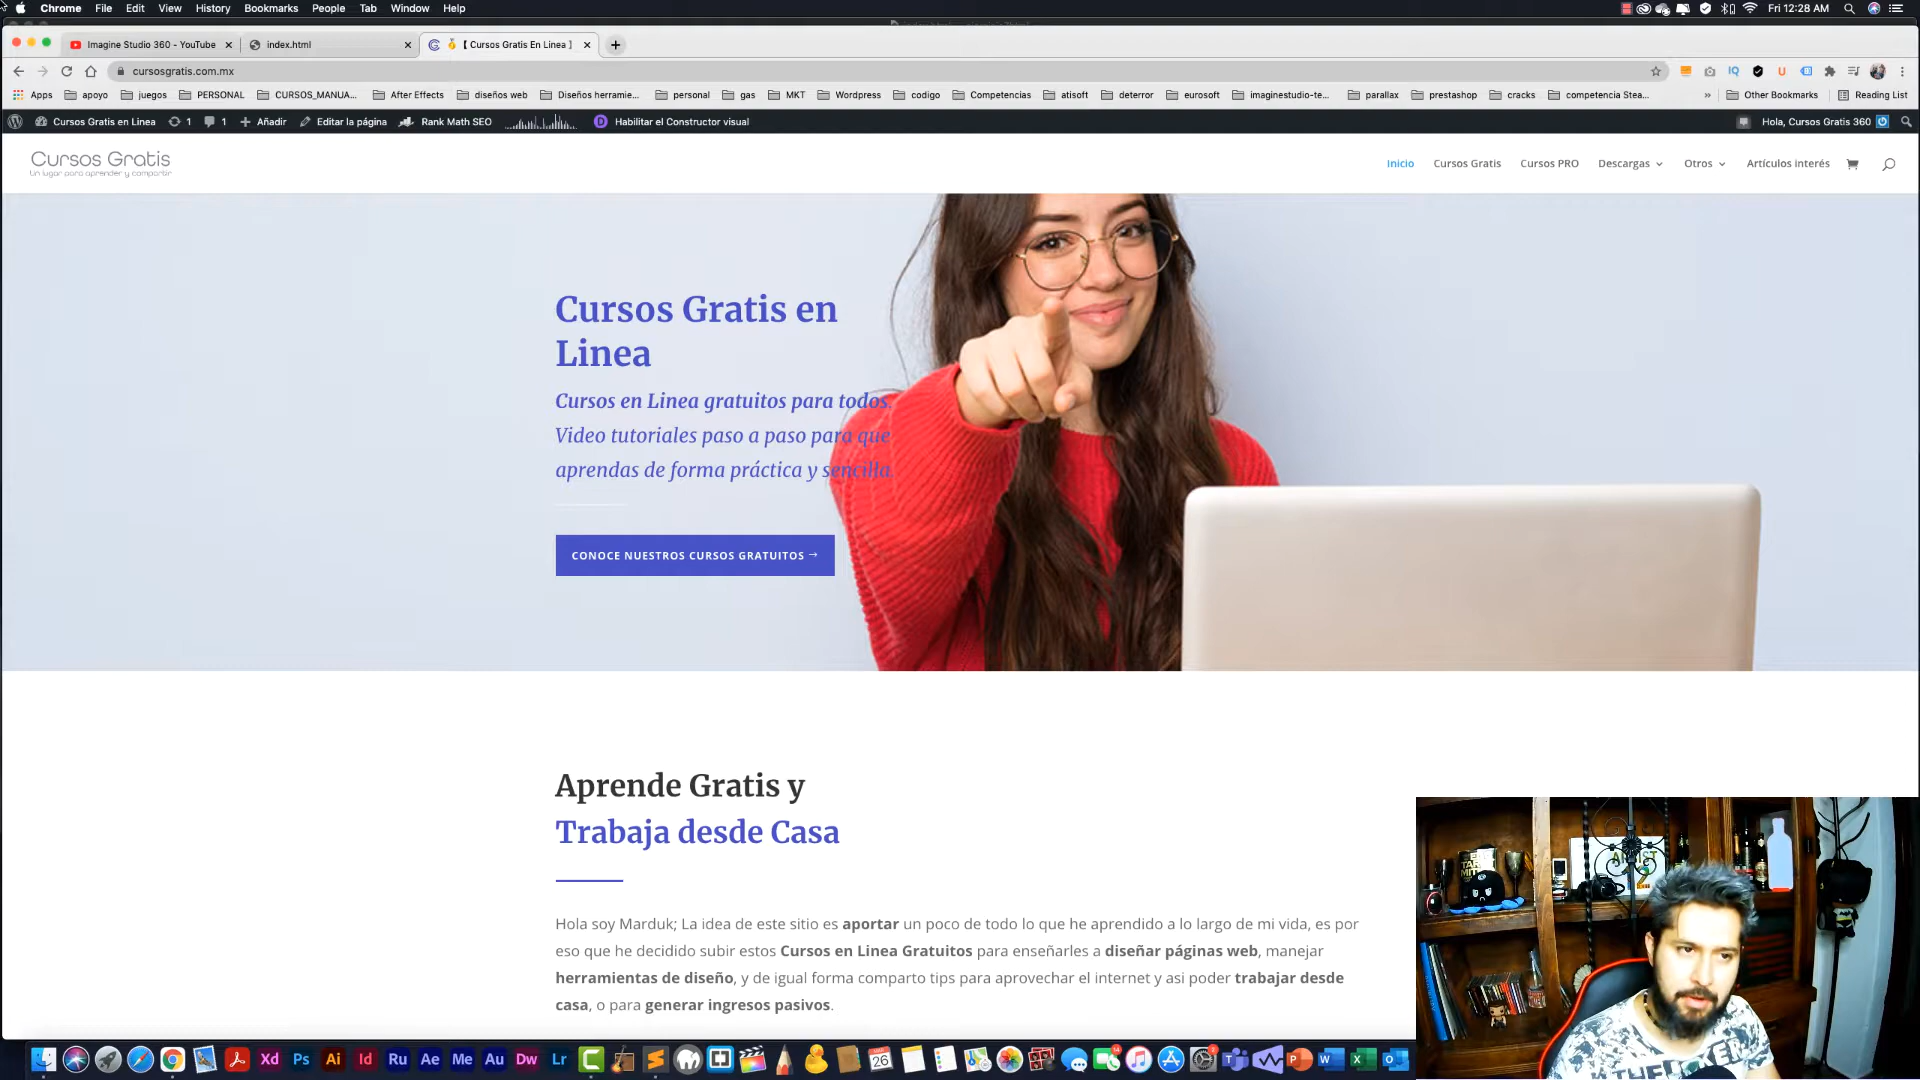 Chrome File Edit View History Bookmarks People Tab Window Help
Fri 12:28 AM
Imagine Studio 360 - YouTube
index.html
【 Cursos Gratis En Linea 】
cursosgratis.com.mx
Apps apoyo juegos PERSONAL CURSOS_MANUA... After Effects diseños web Diseños herramie... personal gas MKT Wordpress codigo Competencias atisoft deterror eurosoft imaginestudio-te... parallax prestashop cracks competencia Stea... » Other Bookmarks Reading List
Cursos Gratis en Linea 1 1 Añadir Editar la página Rank Math SEO Habilitar el Constructor visual Hola, Cursos Gratis 360
Cursos Gratis
Un lugar para aprender y compartir
Inicio Cursos Gratis Cursos PRO Descargas Otros Artículos interés
Cursos Gratis en
Linea
Cursos en Linea gratuitos para todos.
Video tutoriales paso a paso para que
aprendas de forma práctica y sencilla.
CONOCE NUESTROS CURSOS GRATUITOS →
Aprende Gratis y
Trabaja desde Casa
Hola soy Marduk; La idea de este sitio es aportar un poco de todo lo que he aprendido a lo largo de mi vida, es por
eso que he decidido subir estos Cursos en Linea Gratuitos para enseñarles a diseñar páginas web, manejar
herramientas de diseño, y de igual forma comparto tips para aprovechar el internet y asi poder trabajar desde
casa, o para generar ingresos pasivos.
Xd Ps Ai Id Ru Ae Me Au Dw Lr 26